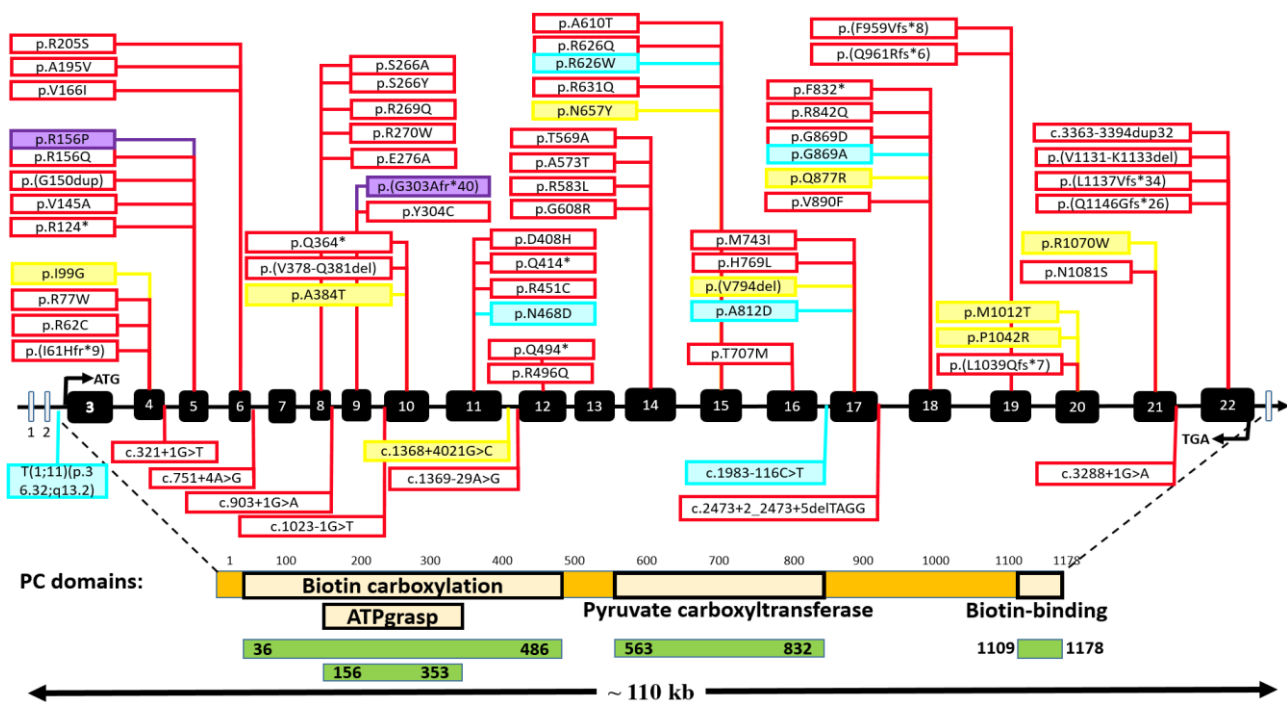 p.R205S
p.A195V
p.V166I
p.R156P
p.R156Q
p.(G150dup)
p.V145A
p.R124*
p.I99G
p.R77W
p.R62C
p.(I61Hfr*9)
p.S266A
p.S266Y
p.R269Q
p.R270W
p.E276A
p.(G303Afr*40)
p.Y304C
p.Q364*
p.(V378-Q381del)
p.A384T
p.D408H
p.Q414*
p.R451C
p.N468D
p.Q494*
p.R496Q
p.T569A
p.A573T
p.R583L
p.G608R
p.A610T
p.R626Q
p.R626W
p.R631Q
p.N657Y
p.M743I
p.H769L
p.(V794del)
p.A812D
p.T707M
p.F832*
p.R842Q
p.G869D
p.G869A
p.Q877R
p.V890F
p.(F959Vfs*8)
p.(Q961Rfs*6)
p.M1012T
p.P1042R
p.(L1039Qfs*7)
c.3363-3394dup32
p.(V1131-K1133del)
p.(L1137Vfs*34)
p.(Q1146Gfs*26)
p.R1070W
p.N1081S
ATG
1 2 3 4 5 6 7 8 9 10 11 12 13 14 15 16 17 18 19 20 21 22
TGA
T(1;11)(p.3
6.32;q13.2)
c.321+1G>T
c.751+4A>G
c.903+1G>A
c.1023-1G>T
c.1368+4021G>C
c.1369-29A>G
c.1983-116C>T
c.2473+2_2473+5delTAGG
c.3288+1G>A
1 100 200 300 400 500 600 700 800 900 1000 1100 1178
PC domains:
Biotin carboxylation
ATPgrasp
Pyruvate carboxyltransferase
Biotin-binding
36 486 563 832 1109 1178
156 353
~ 110 kb